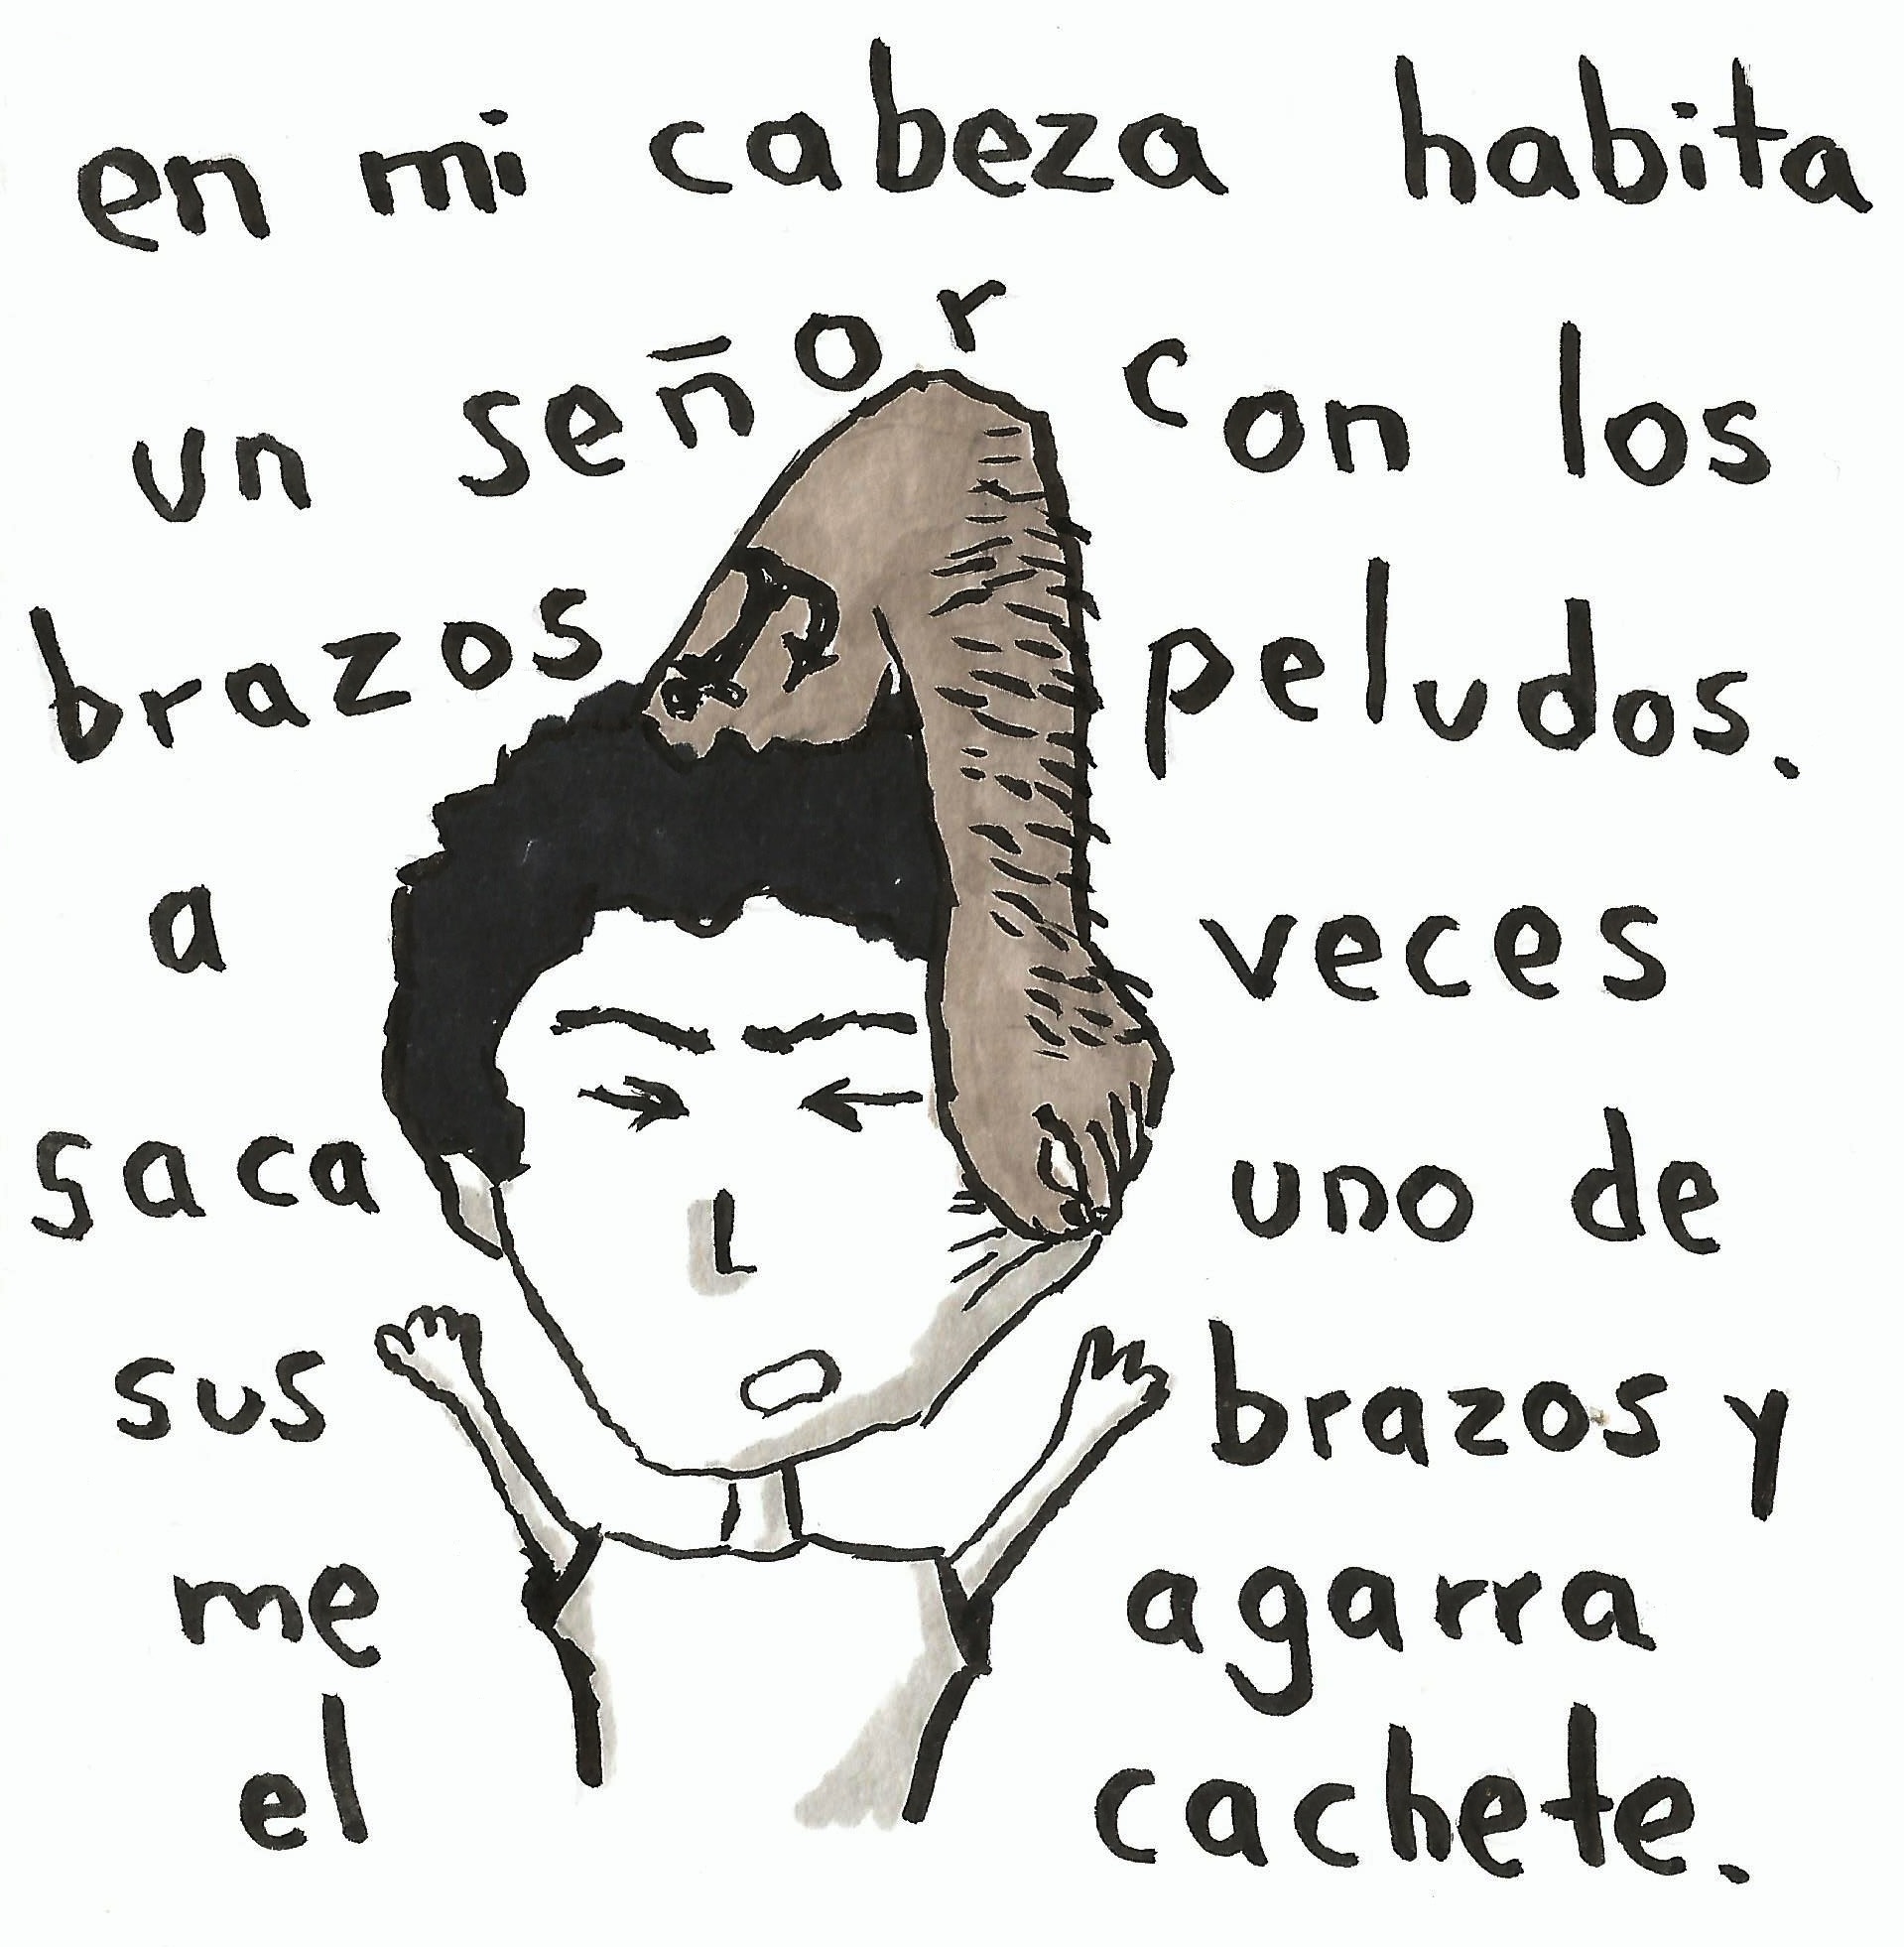 en mi cabeza habita
un señor con los
brazos peludos.
a veces
saca uno de
sus brazos y
me agarra
el cachete.